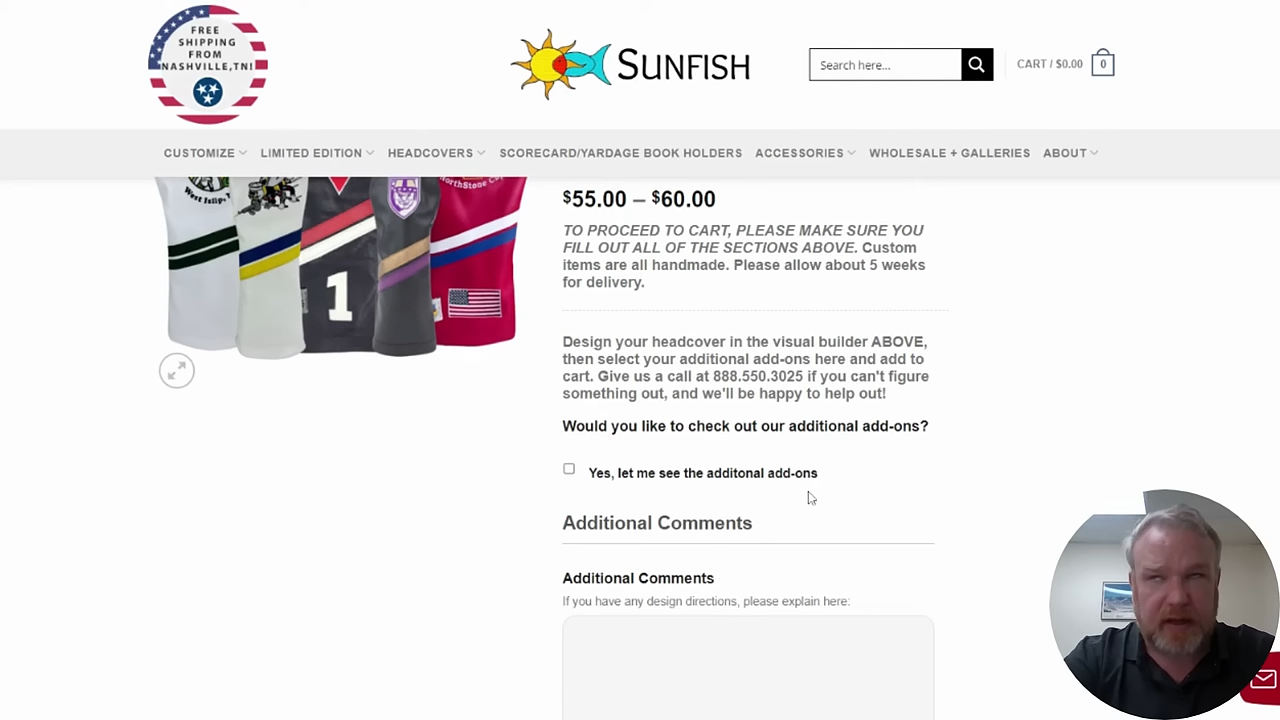 FREE
SHIPPING
FROM
NASHVILLE,TN!
SUNFISH
Search here...
CART / $0.00
0
CUSTOMIZE
LIMITED EDITION
HEADCOVERS
SCORECARD/YARDAGE BOOK HOLDERS
ACCESSORIES
WHOLESALE + GALLERIES
ABOUT
West Islip,
NorthStone
1
$55.00 – $60.00
TO PROCEED TO CART, PLEASE MAKE SURE YOU
FILL OUT ALL OF THE SECTIONS ABOVE. Custom
items are all handmade. Please allow about 5 weeks
for delivery.
Design your headcover in the visual builder ABOVE,
then select your additional add-ons here and add to
cart. Give us a call at 888.550.3025 if you can't figure
something out, and we'll be happy to help out!
Would you like to check out our additional add-ons?
Yes, let me see the additonal add-ons
Additional Comments
Additional Comments
If you have any design directions, please explain here: